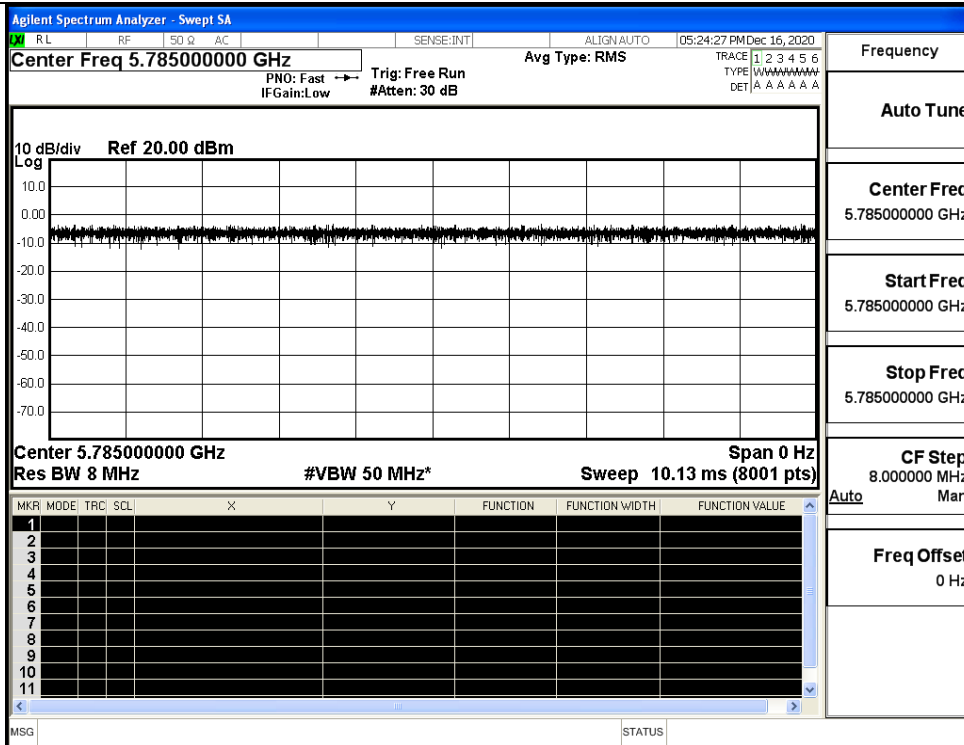 Agilent Spectrum Analyzer - Swept SA
LXI RL RF 50 Ω AC SENSE:INT ALIGN AUTO 05:24:27 PM Dec 16, 2020
Center Freq 5.785000000 GHz
PNO: Fast
IFGain:Low
Trig: Free Run
#Atten: 30 dB
Avg Type: RMS
TRACE 1 2 3 4 5 6
TYPE WWWWWW
DET A A A A A A
10 dB/div Ref 20.00 dBm
Log
10.0
0.00
-10.0
-20.0
-30.0
-40.0
-50.0
-60.0
-70.0
Center 5.785000000 GHz Span 0 Hz
Res BW 8 MHz #VBW 50 MHz* Sweep 10.13 ms (8001 pts)
MKR MODE TRC SCL X Y FUNCTION FUNCTION WIDTH FUNCTION VALUE
1
2
3
4
5
6
7
8
9
10
11
MSG STATUS
Frequency
Auto Tune
Center Freq
5.785000000 GHz
Start Freq
5.785000000 GHz
Stop Freq
5.785000000 GHz
CF Step
8.000000 MHz
Auto Man
Freq Offset
0 Hz